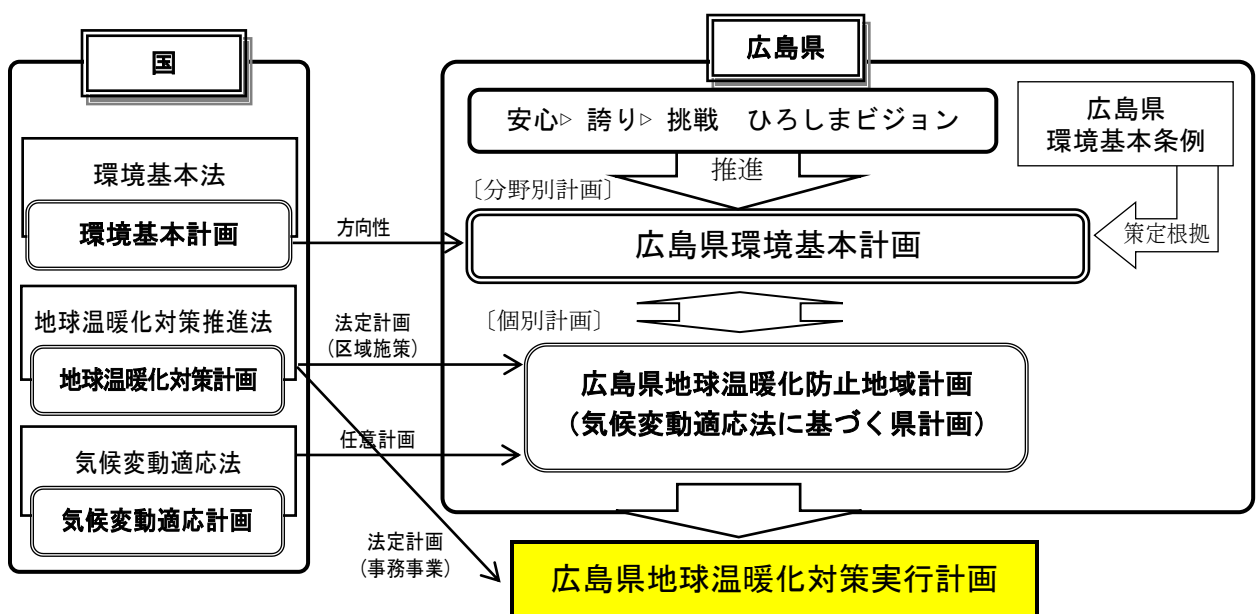 国
環境基本法
環境基本計画
地球温暖化対策推進法
地球温暖化対策計画
気候変動適応法
気候変動適応計画
方向性
法定計画
(区域施策)
任意計画
法定計画
(事務事業)
広島県
安心▷ 誇り▷ 挑戦　ひろしまビジョン
広島県
環境基本条例
推進
〔分野別計画〕
策定根拠
広島県環境基本計画
〔個別計画〕
広島県地球温暖化防止地域計画
(気候変動適応法に基づく県計画)
広島県地球温暖化対策実行計画